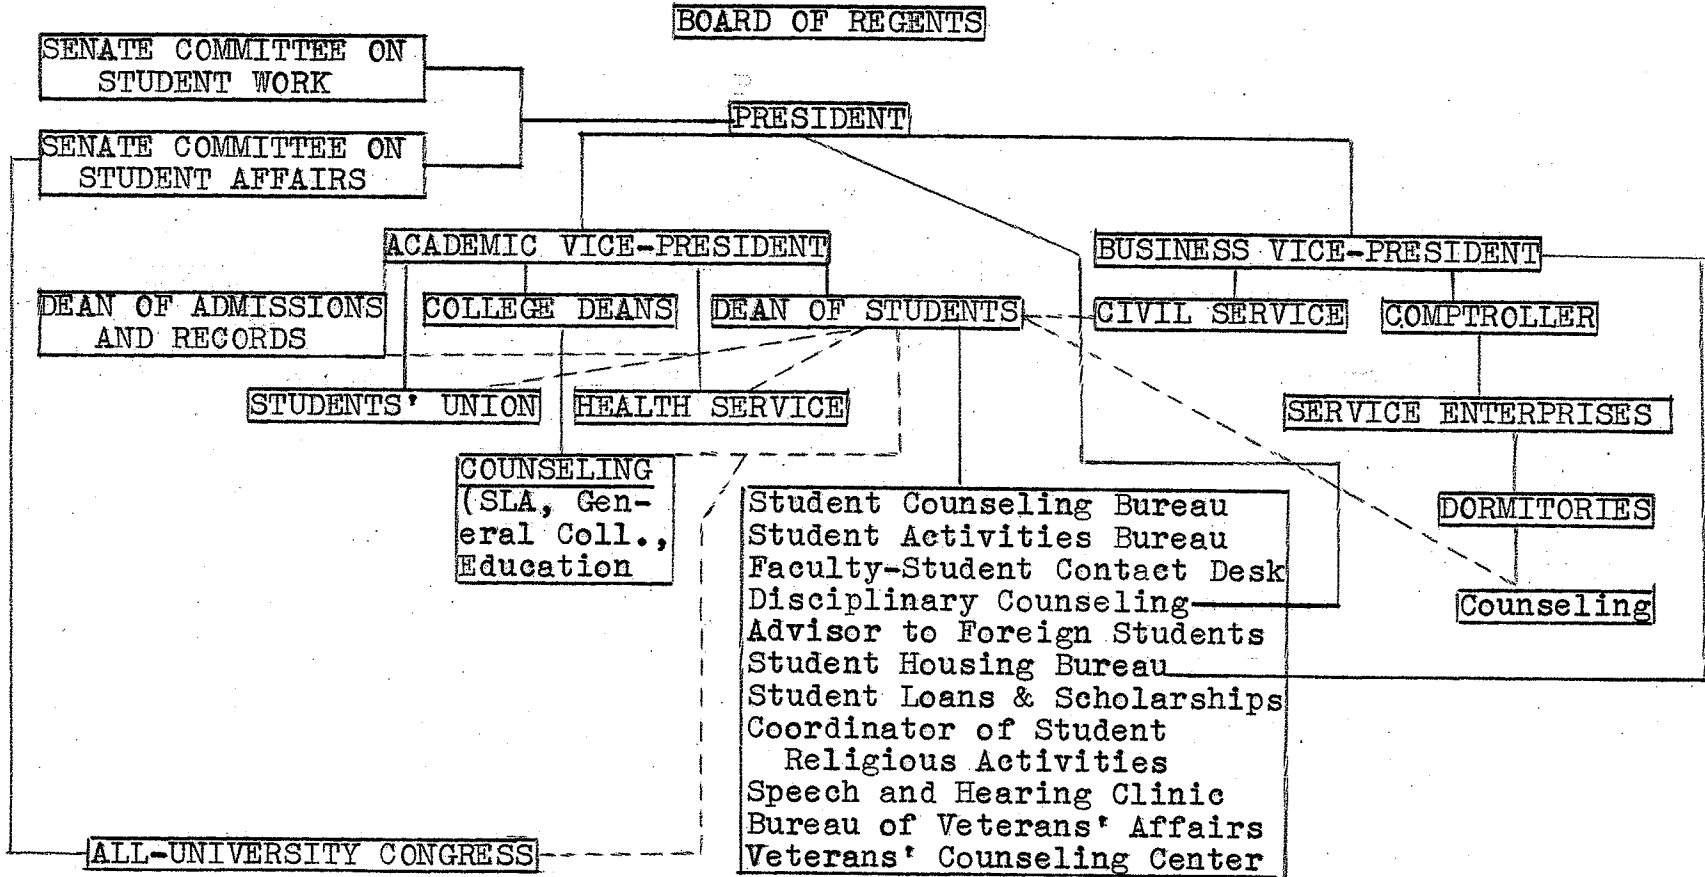 BOARD OF REGENTS
SENATE COMMITTEE ON
STUDENT WORK
PRESIDENT
SENATE COMMITTEE ON
STUDENT AFFAIRS
ACADEMIC VICE-PRESIDENT
BUSINESS VICE-PRESIDENT
DEAN OF ADMISSIONS
AND RECORDS
COLLEGE DEANS
DEAN OF STUDENTS
CIVIL SERVICE
COMPTROLLER
STUDENTS' UNION
HEALTH SERVICE
SERVICE ENTERPRISES
COUNSELING
(SLA, Gen-
eral Coll.,
Education
DORMITORIES
Counseling
Student Counseling Bureau
Student Activities Bureau
Faculty-Student Contact Desk
Disciplinary Counseling
Advisor to Foreign Students
Student Housing Bureau
Student Loans & Scholarships
Coordinator of Student
Religious Activities
Speech and Hearing Clinic
Bureau of Veterans' Affairs
Veterans' Counseling Center
ALL-UNIVERSITY CONGRESS